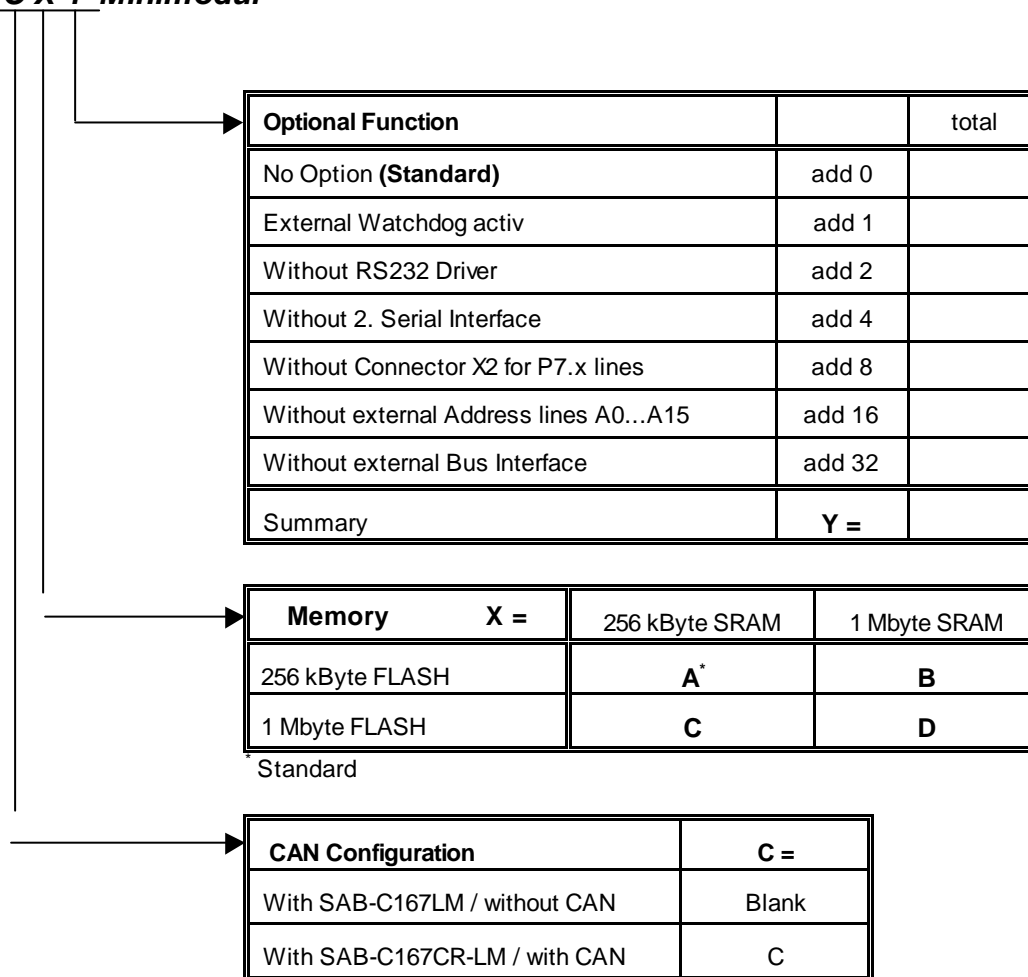 Minimodul
Optional Function total
No Option (Standard) add 0
External Watchdog activ add 1
Without RS232 Driver add 2
Without 2. Serial Interface add 4
Without Connector X2 for P7.x lines add 8
Without external Address lines A0...A15 add 16
Without external Bus Interface add 32
Summary Y =
Memory X = 256 kByte SRAM 1 Mbyte SRAM
256 kByte FLASH A* B
1 Mbyte FLASH C D
* Standard
CAN Configuration C =
With SAB-C167LM / without CAN Blank
With SAB-C167CR-LM / with CAN C